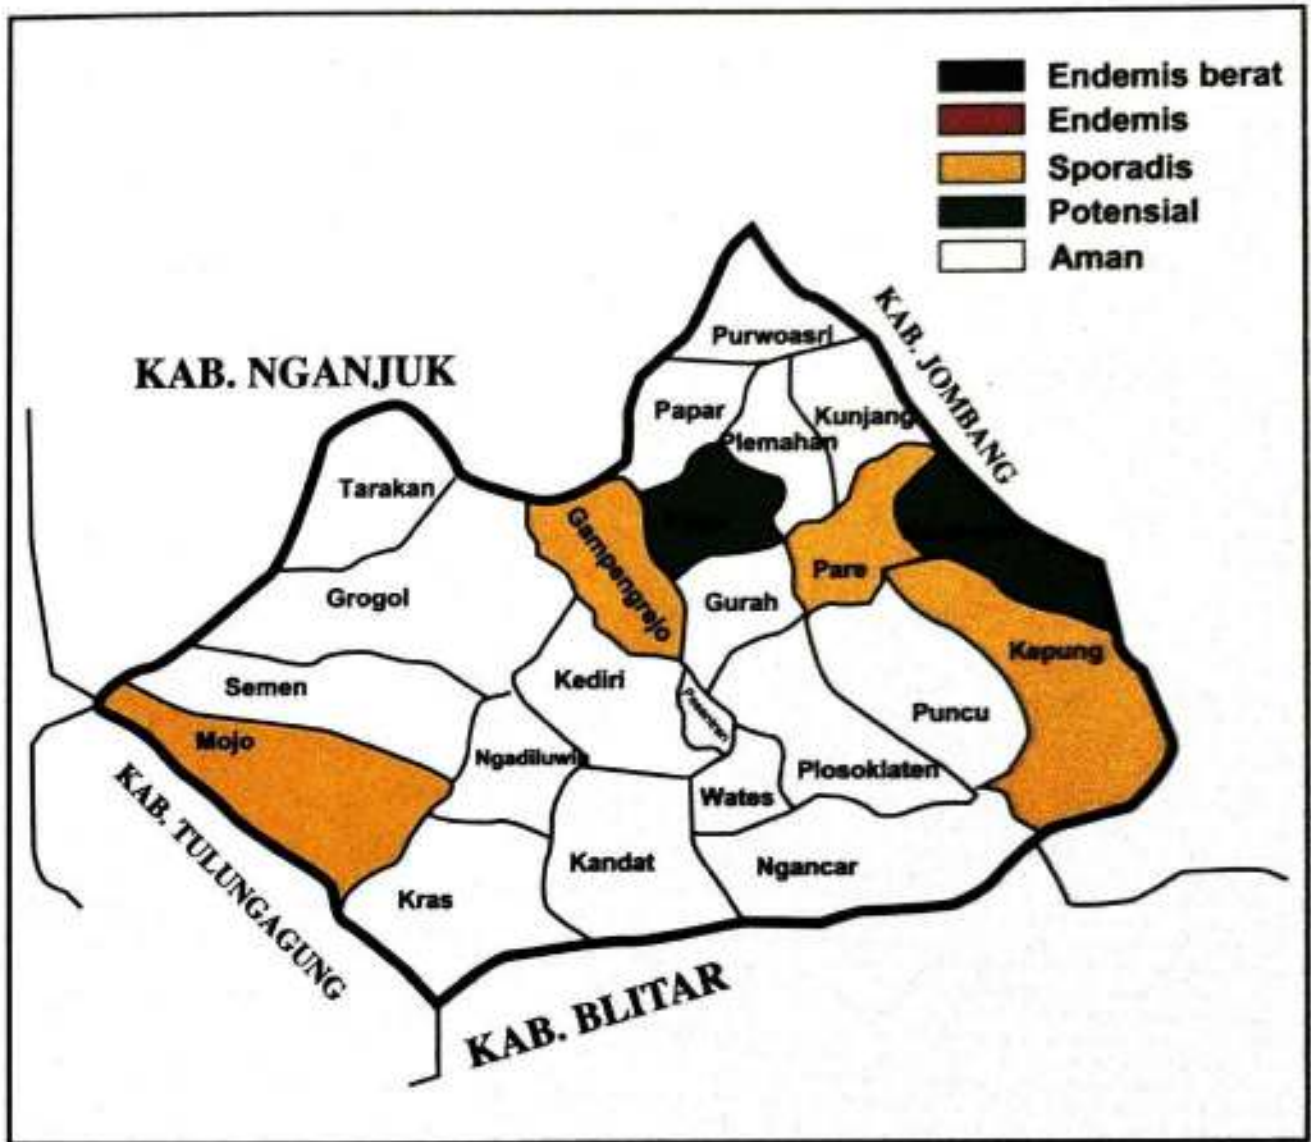 Endemis berat
Endemis
Sporadis
Potensial
Aman
KAB. NGANJUK
KAB. JOMBANG
Purwoasri
Papar
Plemahan
Kunjang
Tarakan
Gampengrejo
Pare
Grogol
Gurah
Kepung
Semen
Kediri
Puncu
Mojo
Ngadiluwih
Plosoklaten
Wates
KAB. TULUNGAGUNG
Kandat
Ngancar
Kras
KAB. BLITAR